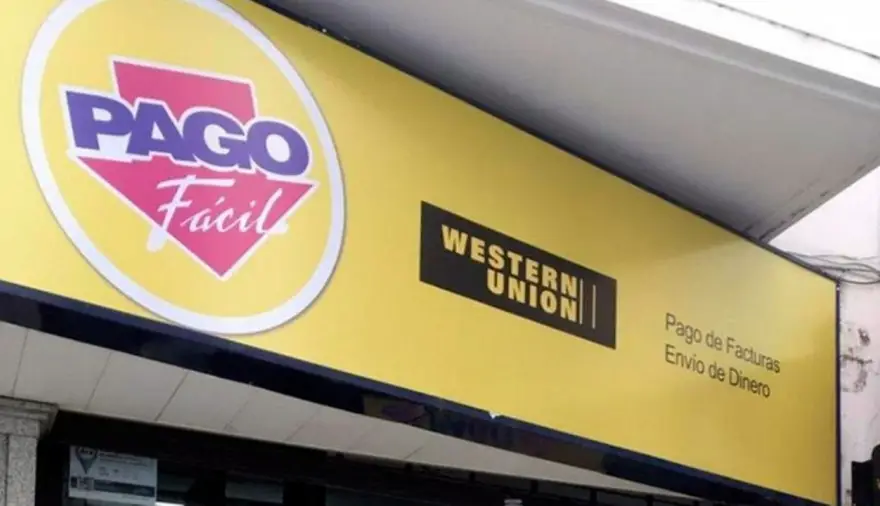 PAGO
Fácil
WESTERN
UNION
Pago de Facturas
Envío de Dinero